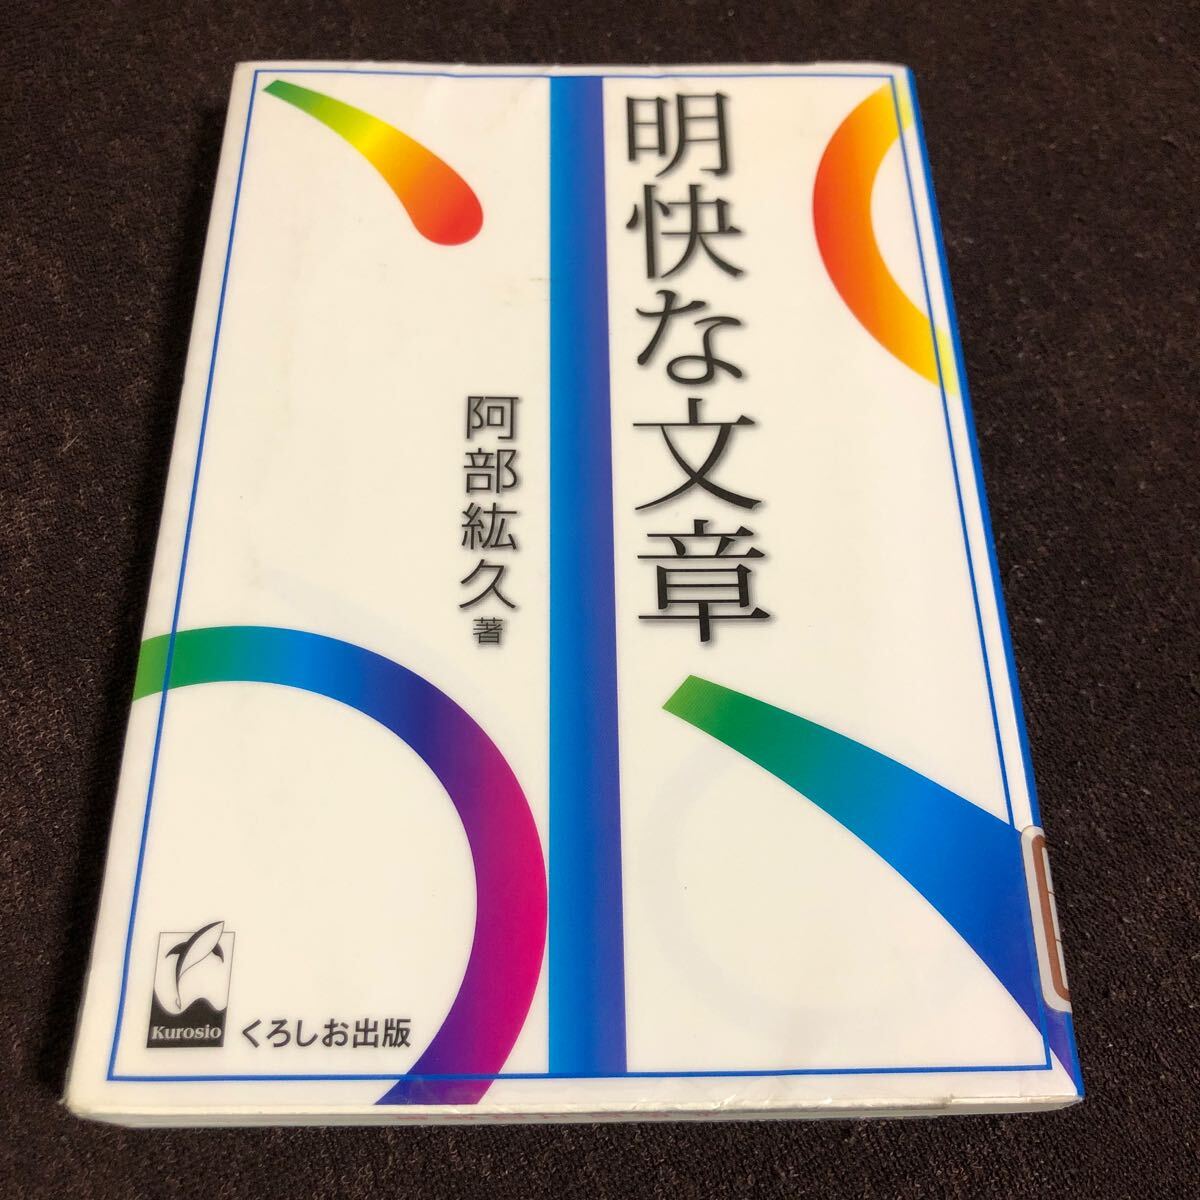 明快な文章
阿部紘久 著
Kurosio
くろしお出版